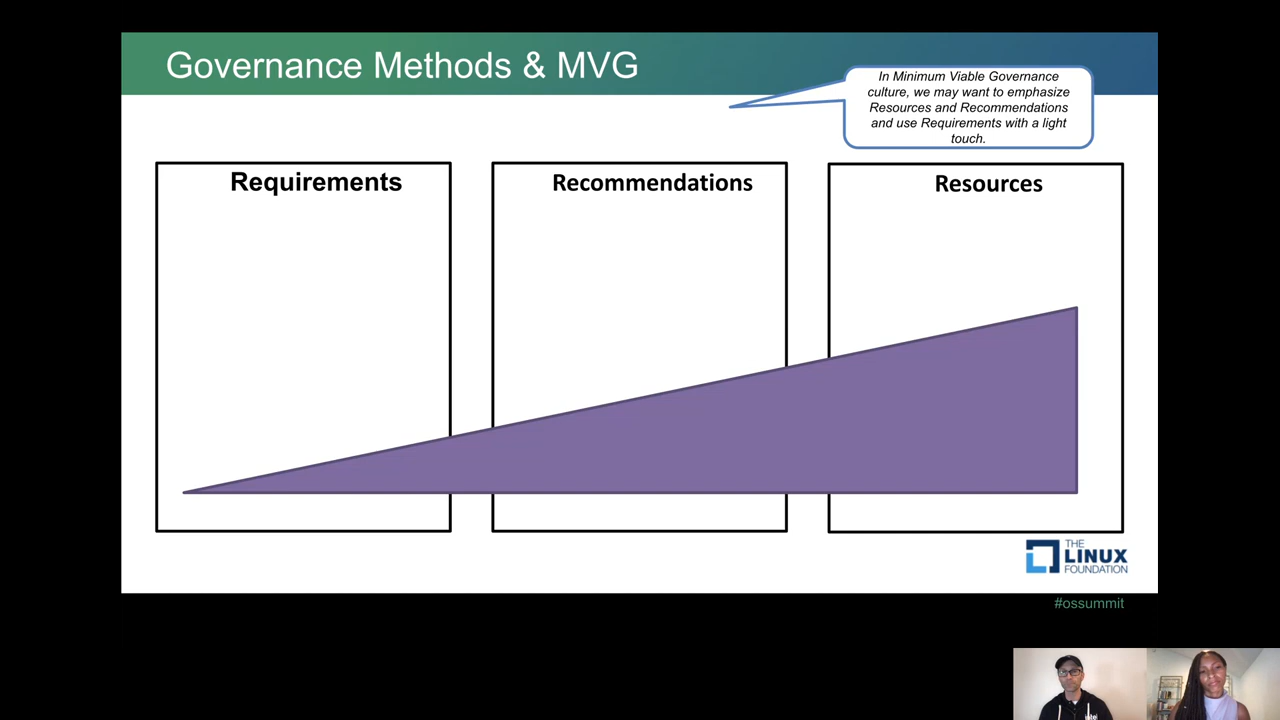 Governance Methods & MVG
In Minimum Viable Governance
culture, we may want to emphasize
Resources and Recommendations
and use Requirements with a light
touch.
Requirements
Recommendations
Resources
THE
LINUX
FOUNDATION
#ossummit
intel